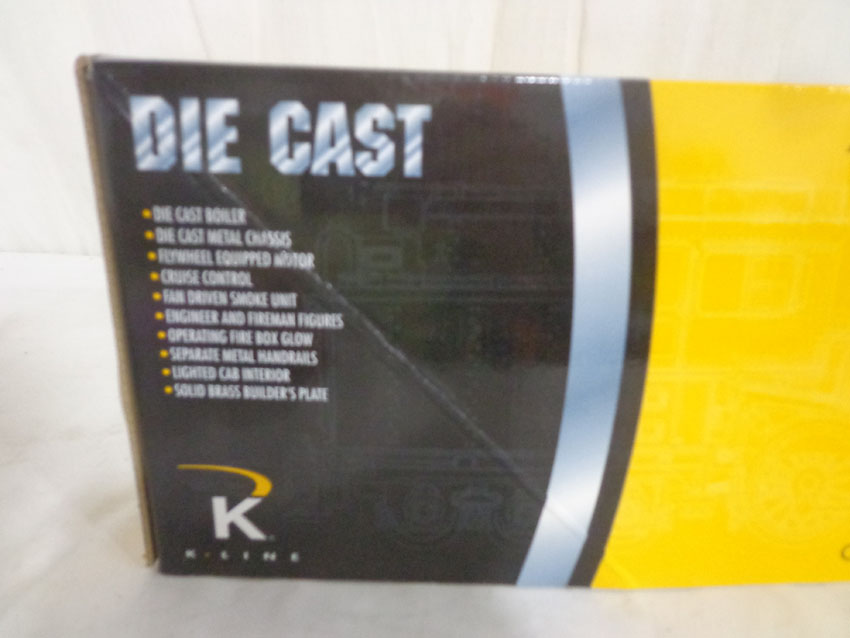 DIE CAST
• DIE CAST BOILER
• DIE CAST METAL CHASSIS
• FLYWHEEL EQUIPPED MOTOR
• CRUISE CONTROL
• FAN DRIVEN SMOKE UNIT
• ENGINEER AND FIREMAN FIGURES
• OPERATING FIRE BOX GLOW
• SEPARATE METAL HANDRAILS
• LIGHTED CAB INTERIOR
• SOLID BRASS BUILDER'S PLATE
K
K-LINE